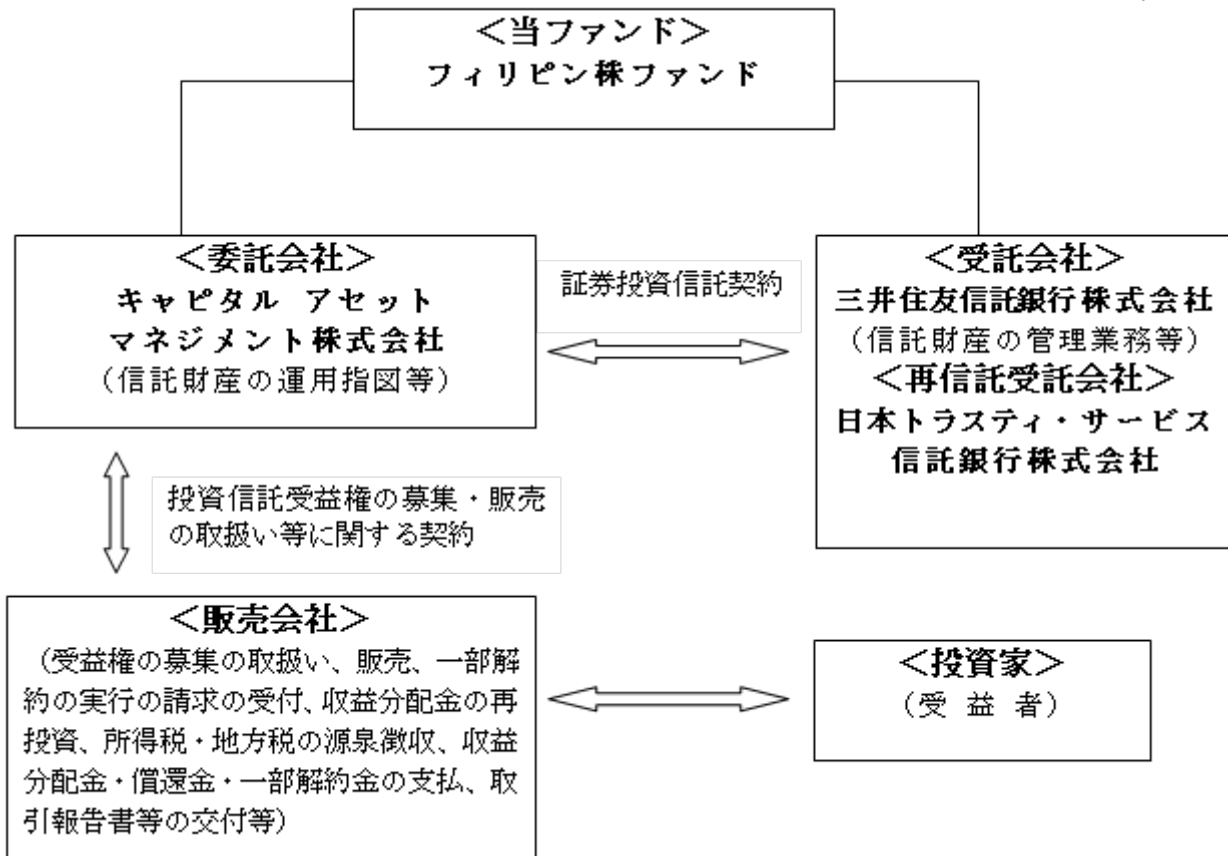 ＜当ファンド＞
フィリピン株ファンド
＜委託会社＞
キャピタル アセット
マネジメント株式会社
（信託財産の運用指図等）
証券投資信託契約
＜受託会社＞
三井住友信託銀行株式会社
（信託財産の管理業務等）
＜再信託受託会社＞
日本トラスティ・サービス
信託銀行株式会社
投資信託受益権の募集・販売
の取扱い等に関する契約
＜販売会社＞
（受益権の募集の取扱い、販売、一部解
約の実行の請求の受付、収益分配金の再
投資、所得税・地方税の源泉徴収、収益
分配金・償還金・一部解約金の支払、取
引報告書等の交付等）
＜投資家＞
（受 益 者）